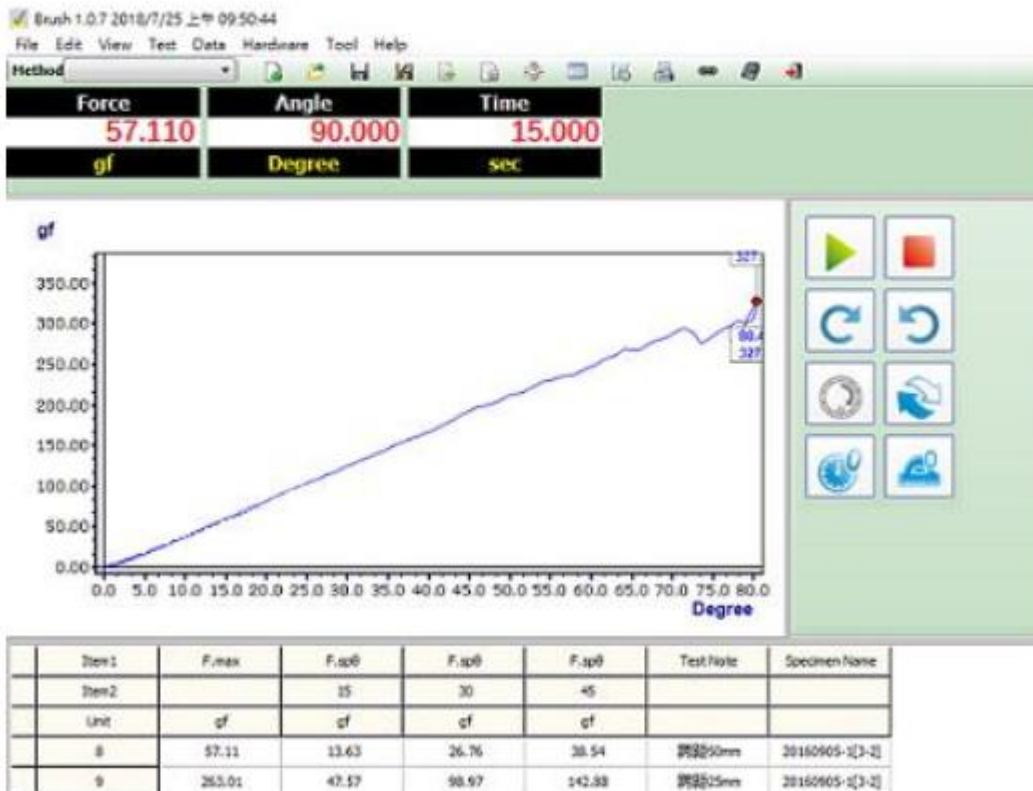 Brush 1.0.7 2018/7/25 上午 09:50:44
File Edit View Test Data Hardware Tool Help
Method
Force Angle Time
57.110 90.000 15.000
gf Degree sec
gf
350.00
300.00
250.00
200.00
150.00
100.00
50.00
0.00
327
80.4
327
0.0 5.0 10.0 15.0 20.0 25.0 30.0 35.0 40.0 45.0 50.0 55.0 60.0 65.0 70.0 75.0 80.0
Degree
Item1 F.max F.spθ F.spθ F.spθ Test Note Specimen Name
Item2 15 30 45
Unit gf gf gf gf
8 57.11 13.63 26.76 38.54 50mm 20160905-1[3-2]
9 263.01 47.57 98.97 142.88 25mm 20160905-1[3-2]